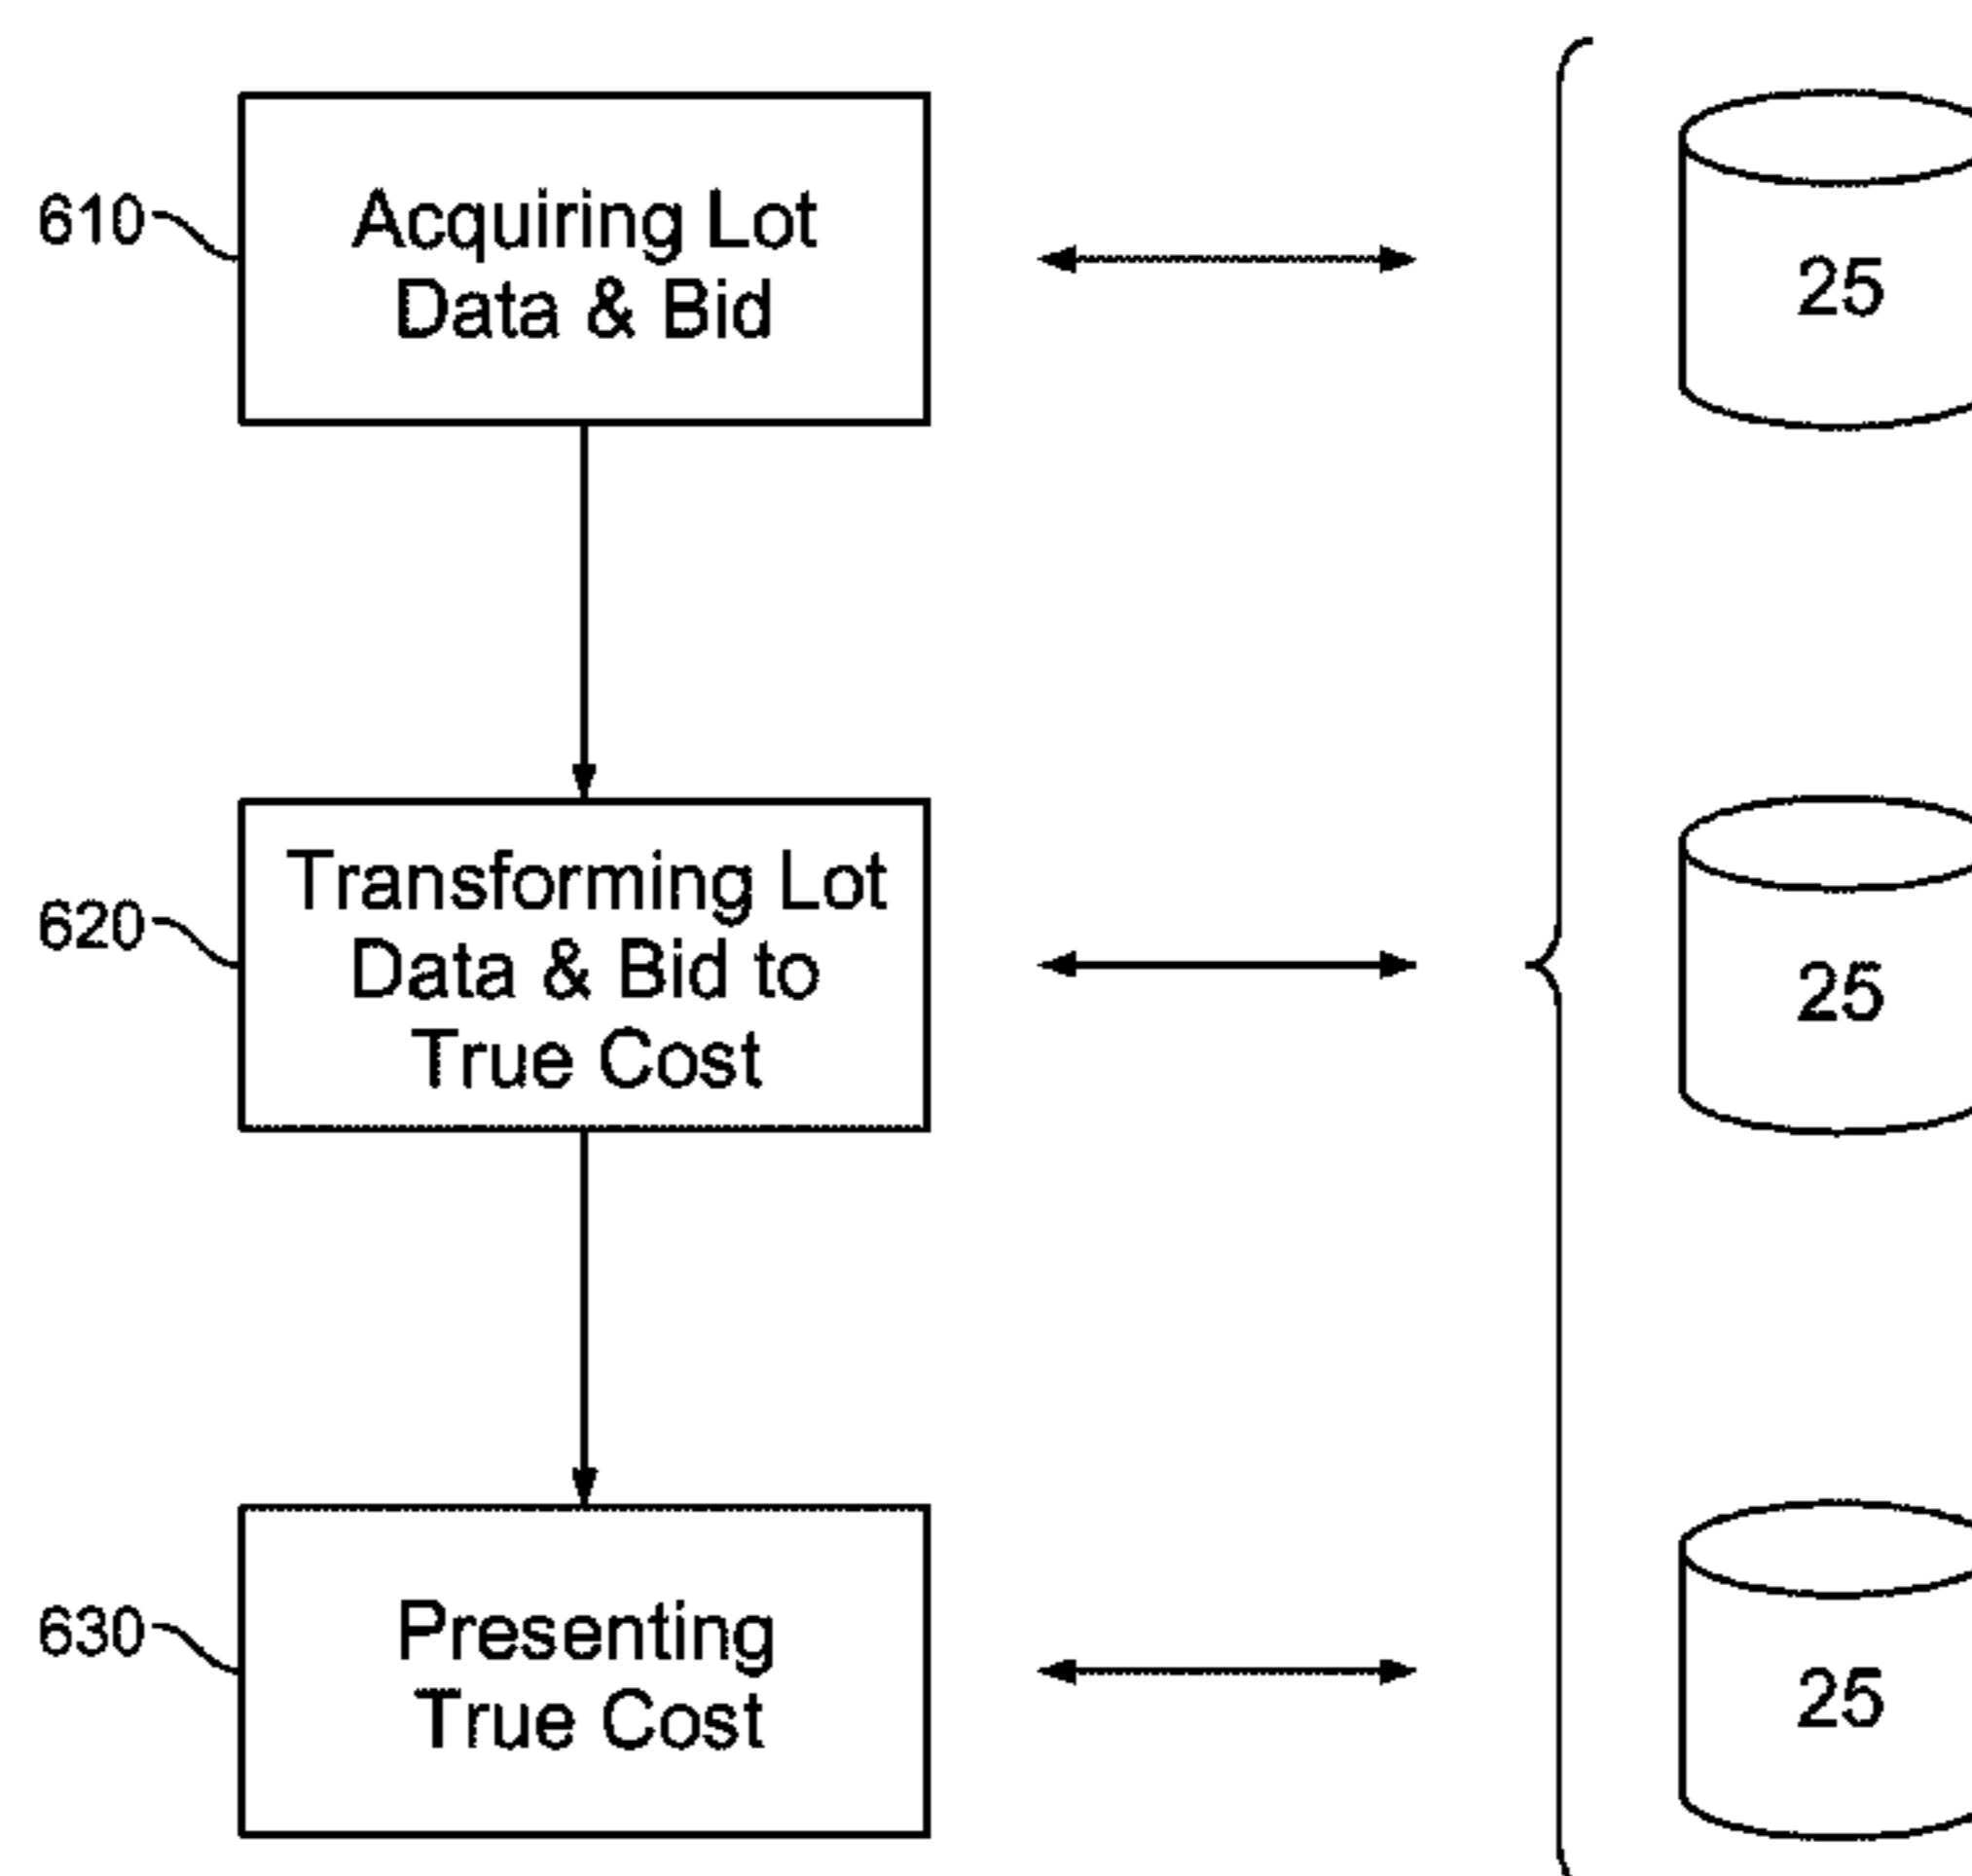 610
Acquiring Lot
Data & Bid
25
620
Transforming Lot
Data & Bid to
True Cost
25
630
Presenting
True Cost
25